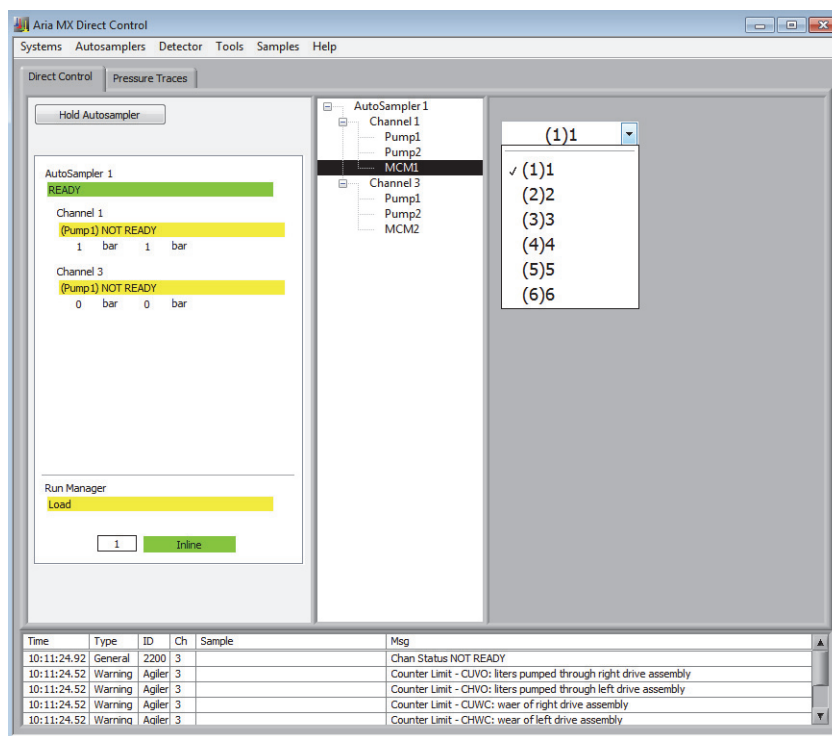 Aria MX Direct Control
Systems Autosamplers Detector Tools Samples Help
Direct Control Pressure Traces
Hold Autosampler
AutoSampler 1
READY
Channel 1
(Pump1) NOT READY
1 bar 1 bar
Channel 3
(Pump1) NOT READY
0 bar 0 bar
Run Manager
Load
1 Inline
AutoSampler 1
Channel 1
Pump1
Pump2
MCM1
Channel 3
Pump1
Pump2
MCM2
(1)1
(1)1
(2)2
(3)3
(4)4
(5)5
(6)6
Time Type ID Ch Sample Msg
10:11:24.92 General 2200 3 Chan Status NOT READY
10:11:24.52 Warning Agiler 3 Counter Limit - CUVO: liters pumped through right drive assembly
10:11:24.52 Warning Agiler 3 Counter Limit - CHVO: liters pumped through left drive assembly
10:11:24.52 Warning Agiler 3 Counter Limit - CUWC: waer of right drive assembly
10:11:24.52 Warning Agiler 3 Counter Limit - CHWC: wear of left drive assembly